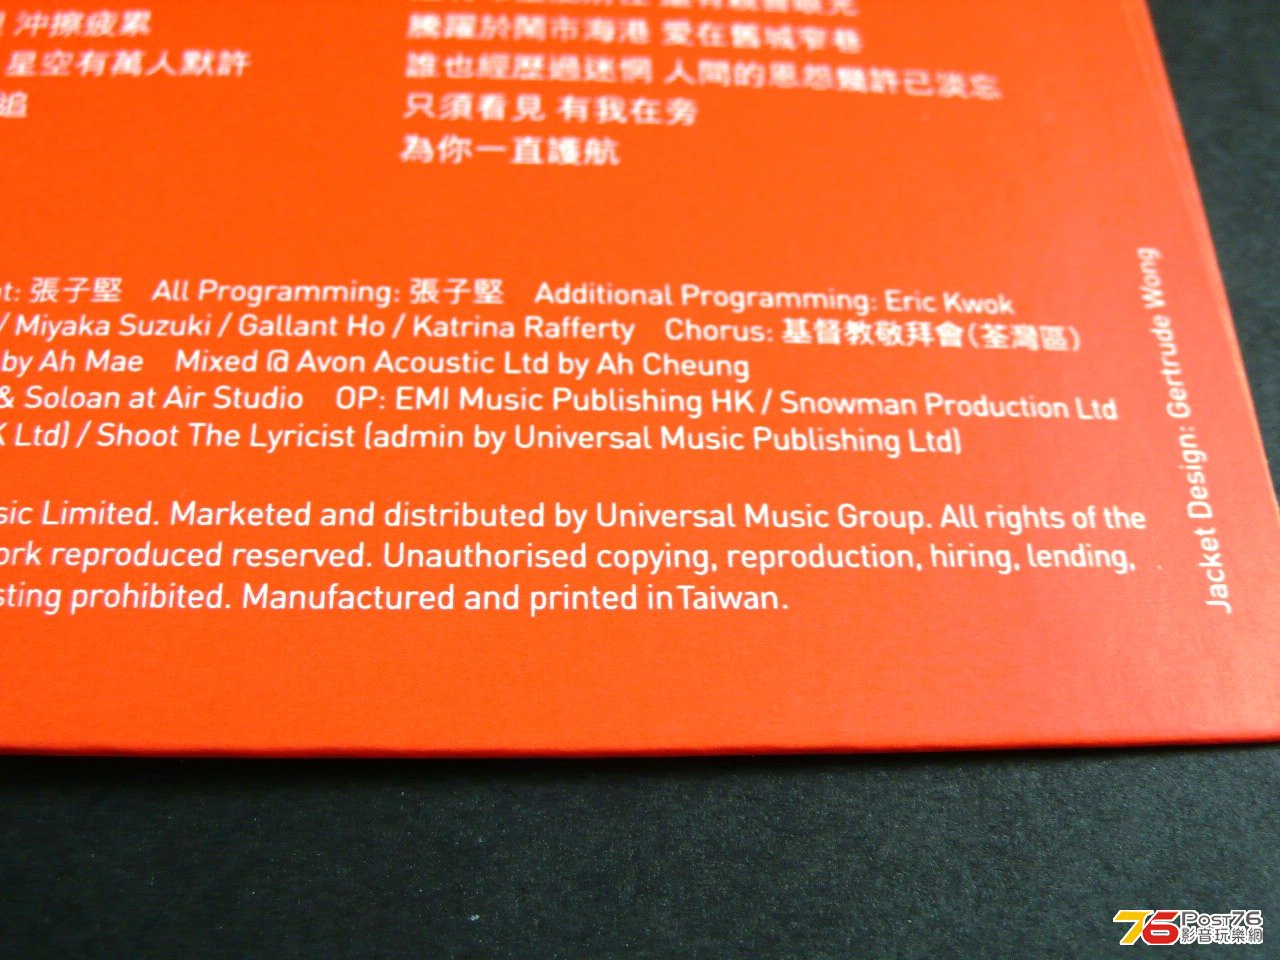 沖擦疲累
星空有萬人默許
追
騰躍於鬧市海港 愛在舊城窄巷
誰也經歷過迷惘 人間的恩怨幾許已淡忘
只須看見 有我在旁
為你一直護航
張子堅 All Programming: 張子堅 Additional Programming: Eric Kwok
/ Miyaka Suzuki / Gallant Ho / Katrina Rafferty Chorus: 基督教敬拜會(荃灣區)
by Ah Mae Mixed @ Avon Acoustic Ltd by Ah Cheung
& Soloan at Air Studio OP: EMI Music Publishing HK / Snowman Production Ltd
Ltd) / Shoot The Lyricist (admin by Universal Music Publishing Ltd)
Limited. Marketed and distributed by Universal Music Group. All rights of the
reproduced reserved. Unauthorised copying, reproduction, hiring, lending,
prohibited. Manufactured and printed in Taiwan.
Jacket Design: Gertrude Wong
76 Post76
影音玩樂網